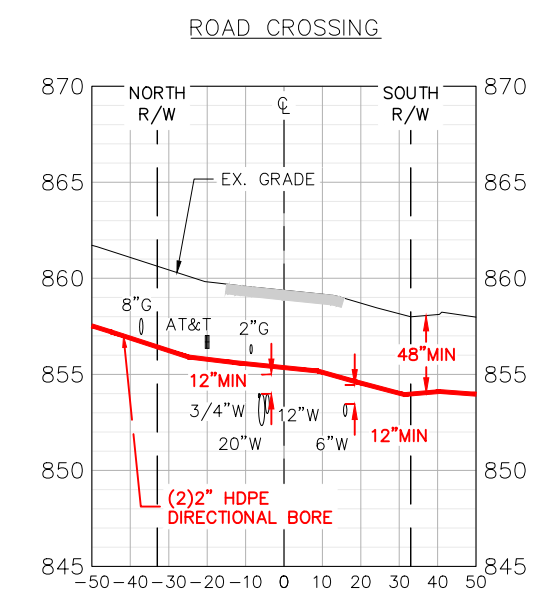 ROAD CROSSING
870
NORTH
R/W
℄
SOUTH
R/W
870
865
EX. GRADE
865
860
860
8"G
AT&T
2"G
48"MIN
855
12"MIN
855
3/4"W
12"W
20"W
6"W
12"MIN
850
850
(2)2" HDPE
DIRECTIONAL BORE
845
845
-50 -40 -30 -20 -10 0 10 20 30 40 50